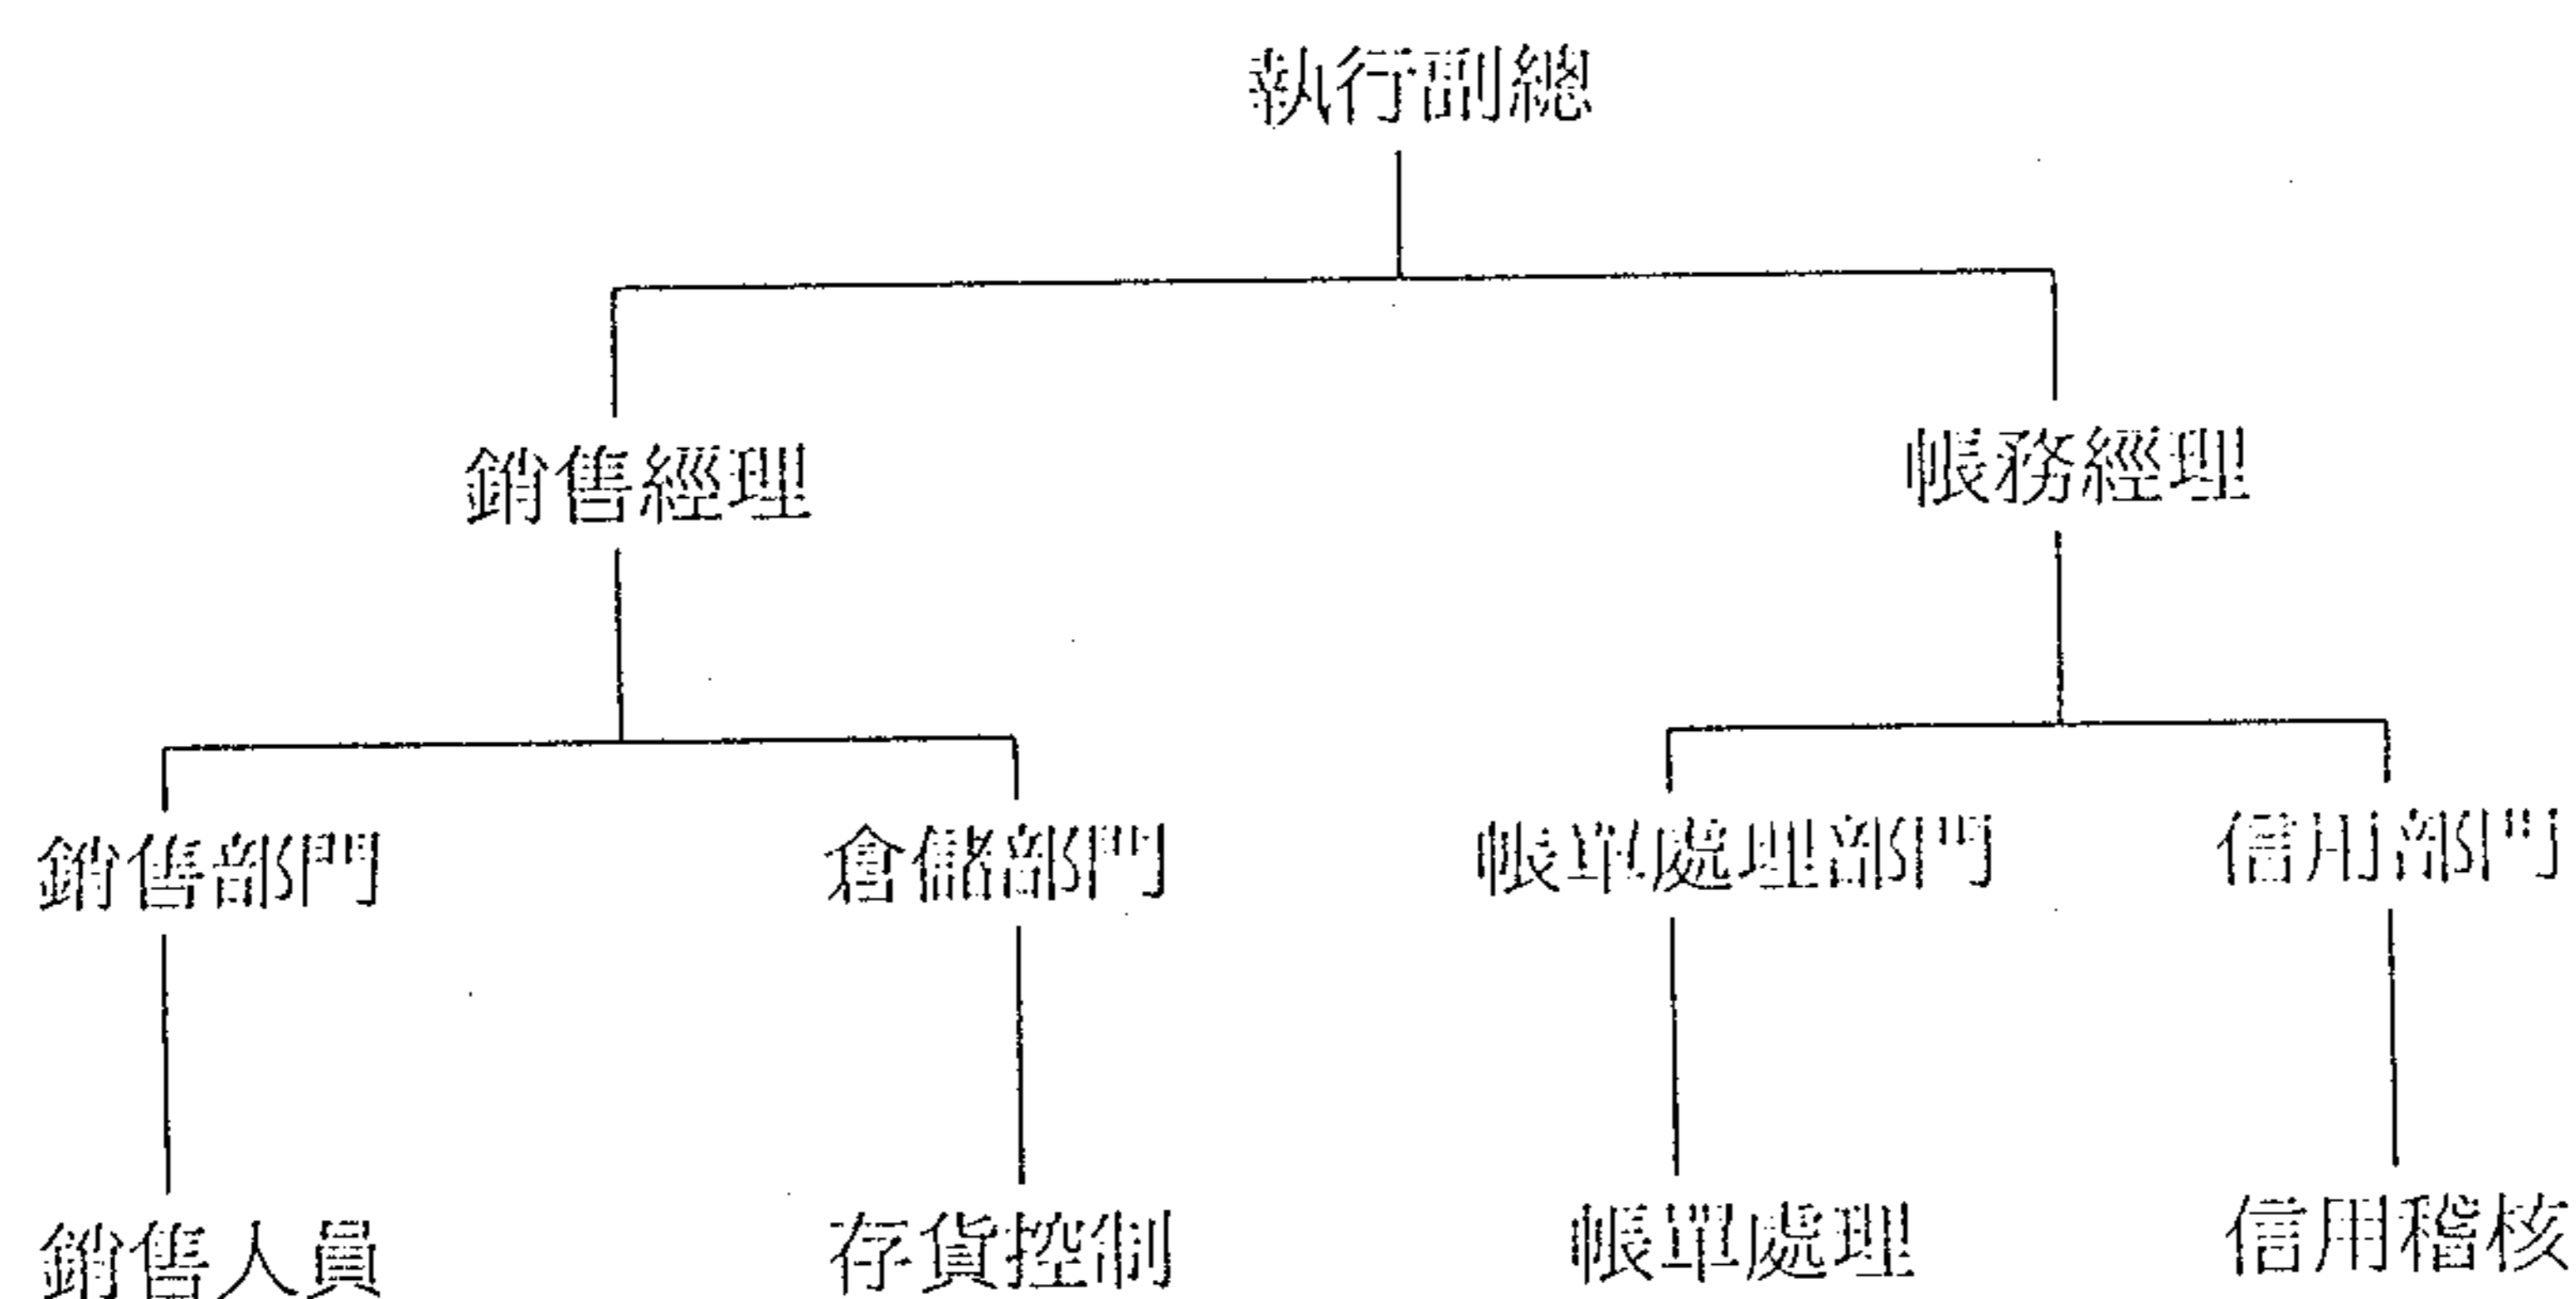 執行副總
銷售經理 帳務經理
銷售部門 倉儲部門 帳單處理部門 信用部門
銷售人員 存貨控制 帳單處理 信用稽核